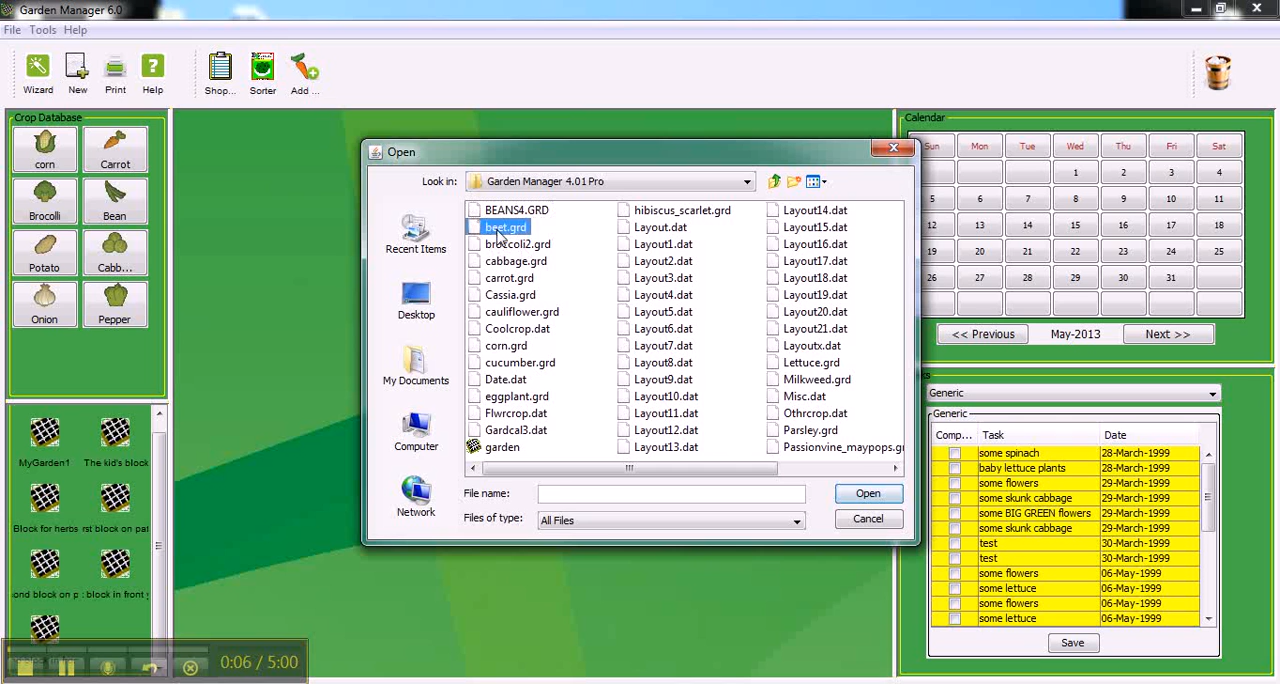 Garden Manager 6.0
File Tools Help
Wizard New Print Help Shop... Sorter Add ...
Crop Database
corn Carrot
Brocolli Bean
Potato Cabb...
Onion Pepper
MyGarden1 The kid's block
Block for herbs rst block on pat
ond block on p : block in front y
0:06 / 5:00
Open
Look in: Garden Manager 4.01 Pro
Recent Items
Desktop
My Documents
Computer
Network
BEANS4.GRD
beet.grd
broccoli2.grd
cabbage.grd
carrot.grd
Cassia.grd
cauliflower.grd
Coolcrop.dat
corn.grd
cucumber.grd
Date.dat
eggplant.grd
Flwrcrop.dat
Gardcal3.dat
garden
hibiscus_scarlet.grd
Layout.dat
Layout1.dat
Layout2.dat
Layout3.dat
Layout4.dat
Layout5.dat
Layout6.dat
Layout7.dat
Layout8.dat
Layout9.dat
Layout10.dat
Layout11.dat
Layout12.dat
Layout13.dat
Layout14.dat
Layout15.dat
Layout16.dat
Layout17.dat
Layout18.dat
Layout19.dat
Layout20.dat
Layout21.dat
Layoutx.dat
Lettuce.grd
Milkweed.grd
Misc.dat
Othrcrop.dat
Parsley.grd
Passionvine_maypops.gr
File name: Open
Files of type: All Files Cancel
Calendar
Sun Mon Tue Wed Thu Fri Sat
1 2 3 4
5 6 7 8 9 10 11
12 13 14 15 16 17 18
19 20 21 22 23 24 25
26 27 28 29 30 31
<< Previous May-2013 Next >>
Generic
Generic
Comp... Task Date
some spinach 28-March-1999
baby lettuce plants 28-March-1999
some flowers 29-March-1999
some skunk cabbage 29-March-1999
some BIG GREEN flowers 29-March-1999
some skunk cabbage 29-March-1999
test 30-March-1999
test 30-March-1999
some flowers 06-May-1999
some lettuce 06-May-1999
some flowers 06-May-1999
some lettuce 06-May-1999
Save